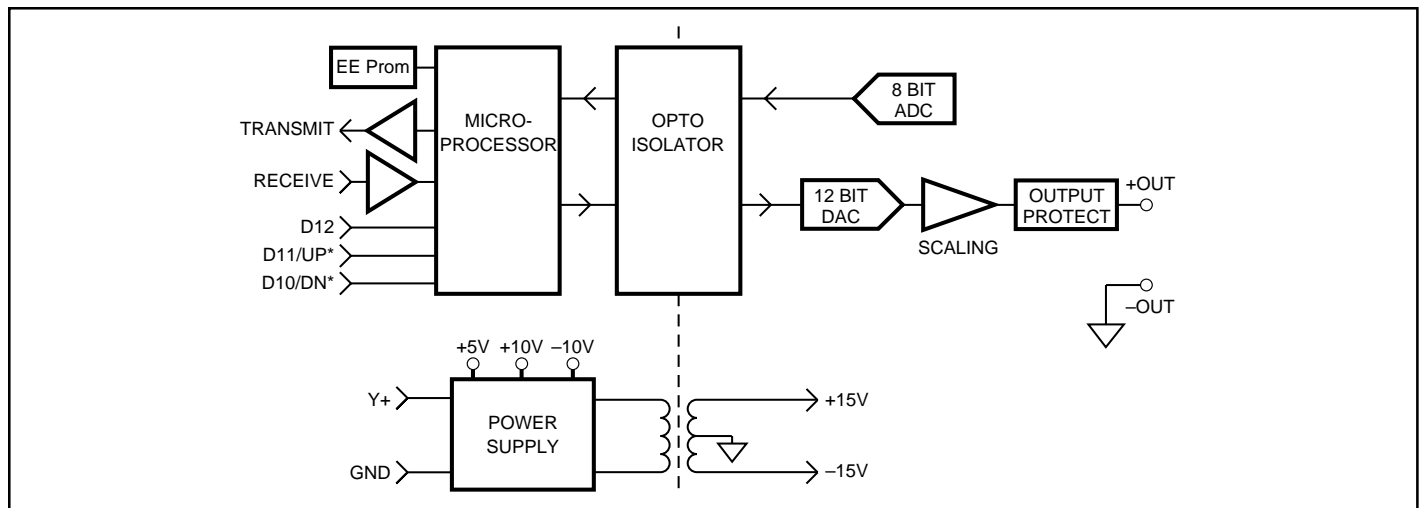 EE Prom
TRANSMIT
RECEIVE
D12
D11/UP*
D10/DN*
MICRO-
PROCESSOR
OPTO
ISOLATOR
8 BIT
ADC
12 BIT
DAC
SCALING
OUTPUT
PROTECT
+OUT
–OUT
+5V +10V –10V
Y+
GND
POWER
SUPPLY
+15V
–15V